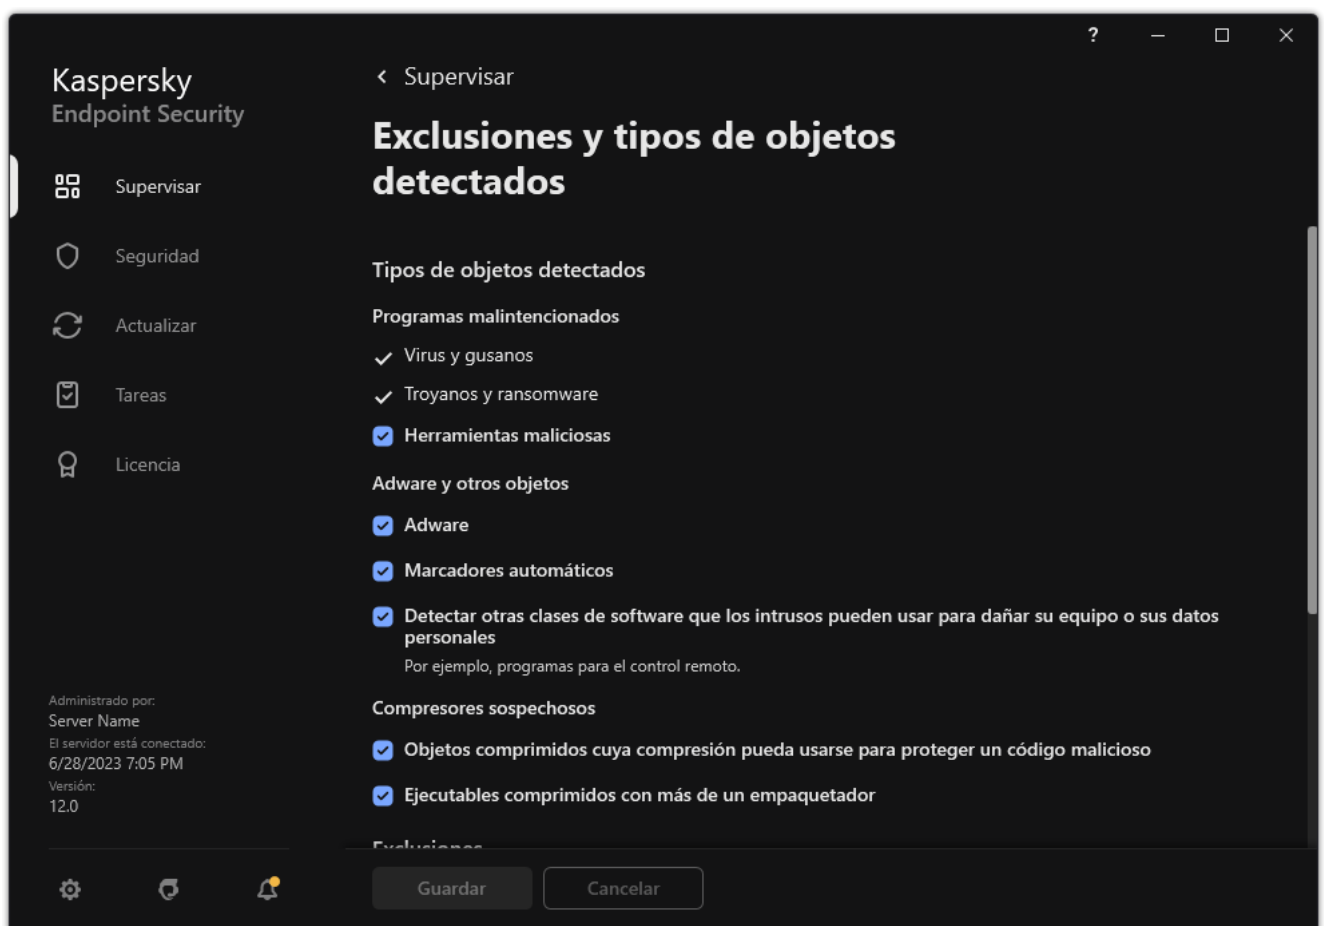 ?
Kaspersky
Endpoint Security
Supervisar
Seguridad
Actualizar
Tareas
Licencia
Administrado por:
Server Name
El servidor está conectado:
6/28/2023 7:05 PM
Versión:
12.0
Supervisar
Exclusiones y tipos de objetos
detectados
Tipos de objetos detectados
Programas malintencionados
Virus y gusanos
Troyanos y ransomware
Herramientas maliciosas
Adware y otros objetos
Adware
Marcadores automáticos
Detectar otras clases de software que los intrusos pueden usar para dañar su equipo o sus datos
personales
Por ejemplo, programas para el control remoto.
Compresores sospechosos
Objetos comprimidos cuya compresión pueda usarse para proteger un código malicioso
Ejecutables comprimidos con más de un empaquetador
Exclusiones
Guardar
Cancelar